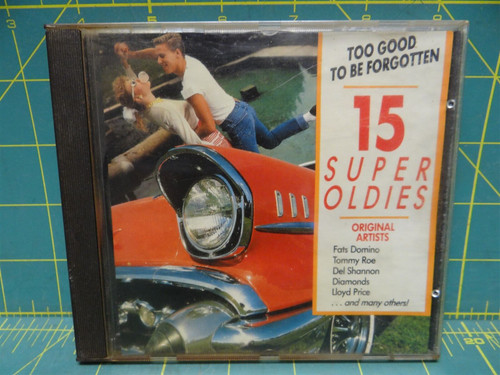 TOO GOOD
TO BE FORGOTTEN
15
SUPER
OLDIES
ORIGINAL
ARTISTS
Fats Domino
Tommy Roe
Del Shannon
Diamonds
Lloyd Price
. . . and many others!